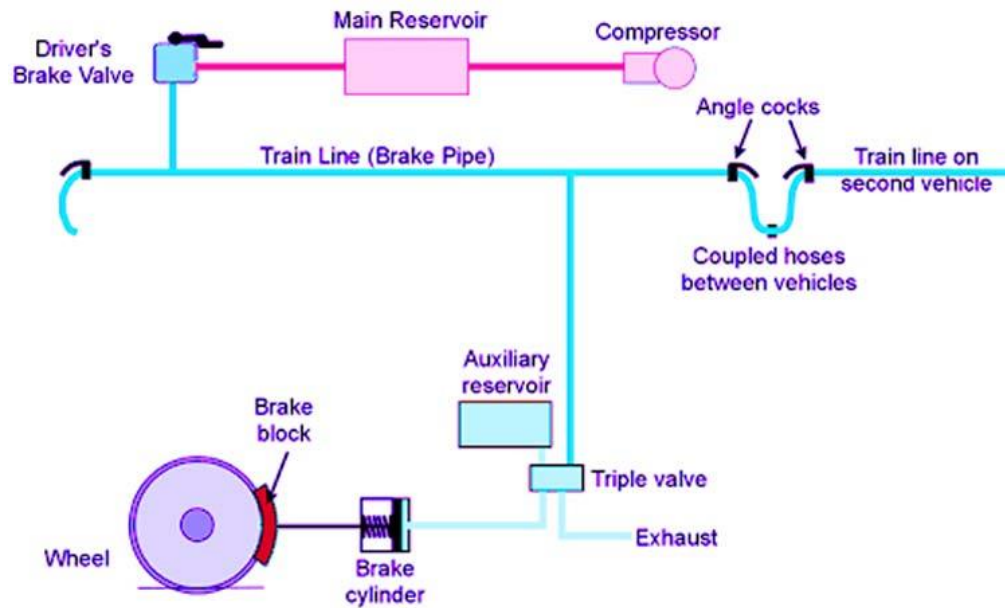 Main Reservoir
Compressor
Driver's
Brake Valve
Angle cocks
Train Line (Brake Pipe)
Train line on
second vehicle
Coupled hoses
between vehicles
Auxiliary
reservoir
Brake
block
Triple valve
Exhaust
Wheel
Brake
cylinder